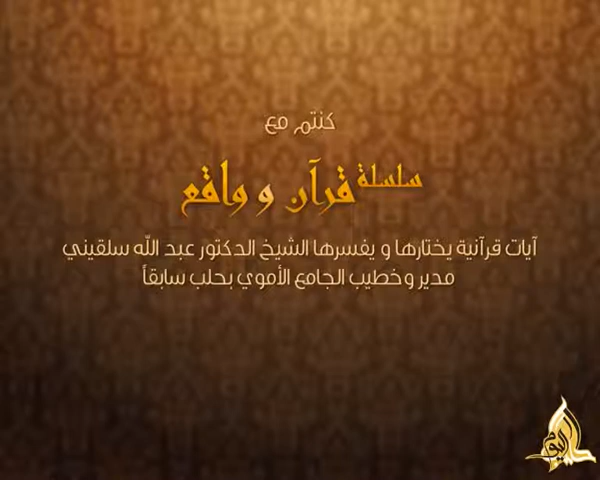 كنتم مع
سلسلة قرآن و واقع
آيات قرآنية يختارها و يفسرها الشيخ الدكتور عبد الله سلقيني
مدير وخطيب الجامع الأموي بحلب سابقاً